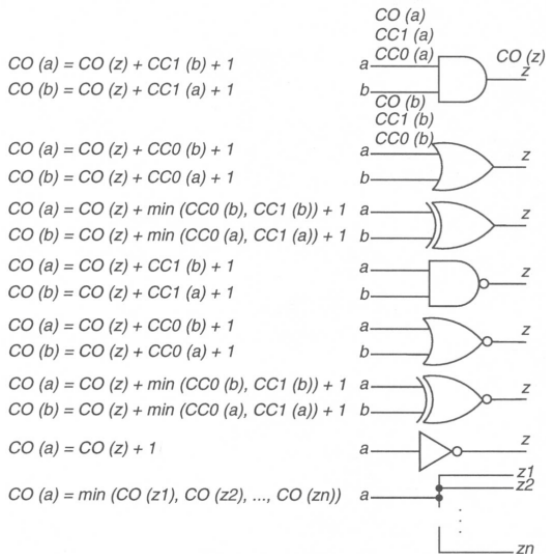 CO (a)
CC1 (a)
CO (a) = CO (z) + CC1 (b) + 1 a CC0 (a) CO (z)
z
CO (b) = CO (z) + CC1 (a) + 1 b
CO (b)
CC1 (b)
CO (a) = CO (z) + CC0 (b) + 1 a CC0 (b) z
CO (b) = CO (z) + CC0 (a) + 1 b
CO (a) = CO (z) + min (CC0 (b), CC1 (b)) + 1 a z
CO (b) = CO (z) + min (CC0 (a), CC1 (a)) + 1 b
CO (a) = CO (z) + CC1 (b) + 1 a z
CO (b) = CO (z) + CC1 (a) + 1 b
CO (a) = CO (z) + CC0 (b) + 1 a z
CO (b) = CO (z) + CC0 (a) + 1 b
CO (a) = CO (z) + min (CC0 (b), CC1 (b)) + 1 a z
CO (b) = CO (z) + min (CC0 (a), CC1 (a)) + 1 b
CO (a) = CO (z) + 1 a z
z1
z2
CO (a) = min (CO (z1), CO (z2), ..., CO (zn)) a
zn